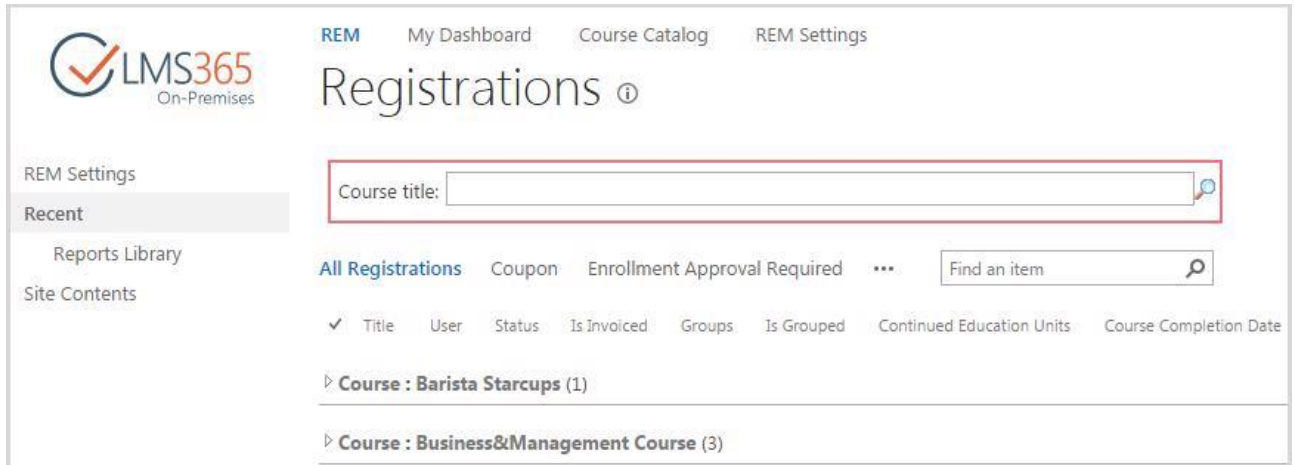 LMS365
On-Premises
REM My Dashboard Course Catalog REM Settings
Registrations
REM Settings
Recent
Reports Library
Site Contents
Course title:
All Registrations Coupon Enrollment Approval Required ••• Find an item
Title User Status Is Invoiced Groups Is Grouped Continued Education Units Course Completion Date
Course : Barista Starcups (1)
Course : Business&Management Course (3)